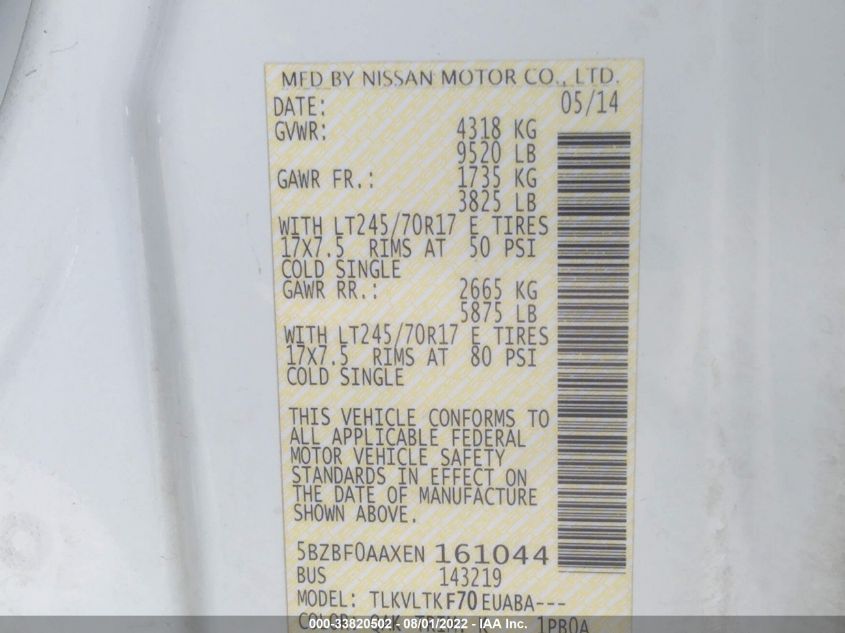 MFD BY NISSAN MOTOR CO., LTD.
DATE: 05/14
GVWR: 4318 KG
9520 LB
GAWR FR.: 1735 KG
3825 LB
WITH LT245/70R17 E TIRES
17X7.5 RIMS AT 50 PSI
COLD SINGLE
GAWR RR.: 2665 KG
5875 LB
WITH LT245/70R17 E TIRES
17X7.5 RIMS AT 80 PSI
COLD SINGLE
THIS VEHICLE CONFORMS TO
ALL APPLICABLE FEDERAL
MOTOR VEHICLE SAFETY
STANDARDS IN EFFECT ON
THE DATE OF MANUFACTURE
SHOWN ABOVE.
5BZBF0AAXEN 161044
BUS 143219
MODEL: TLKVLTKF70EUABA---
1PB0A
000-33820502 - 08/01/2022 - IAA Inc.